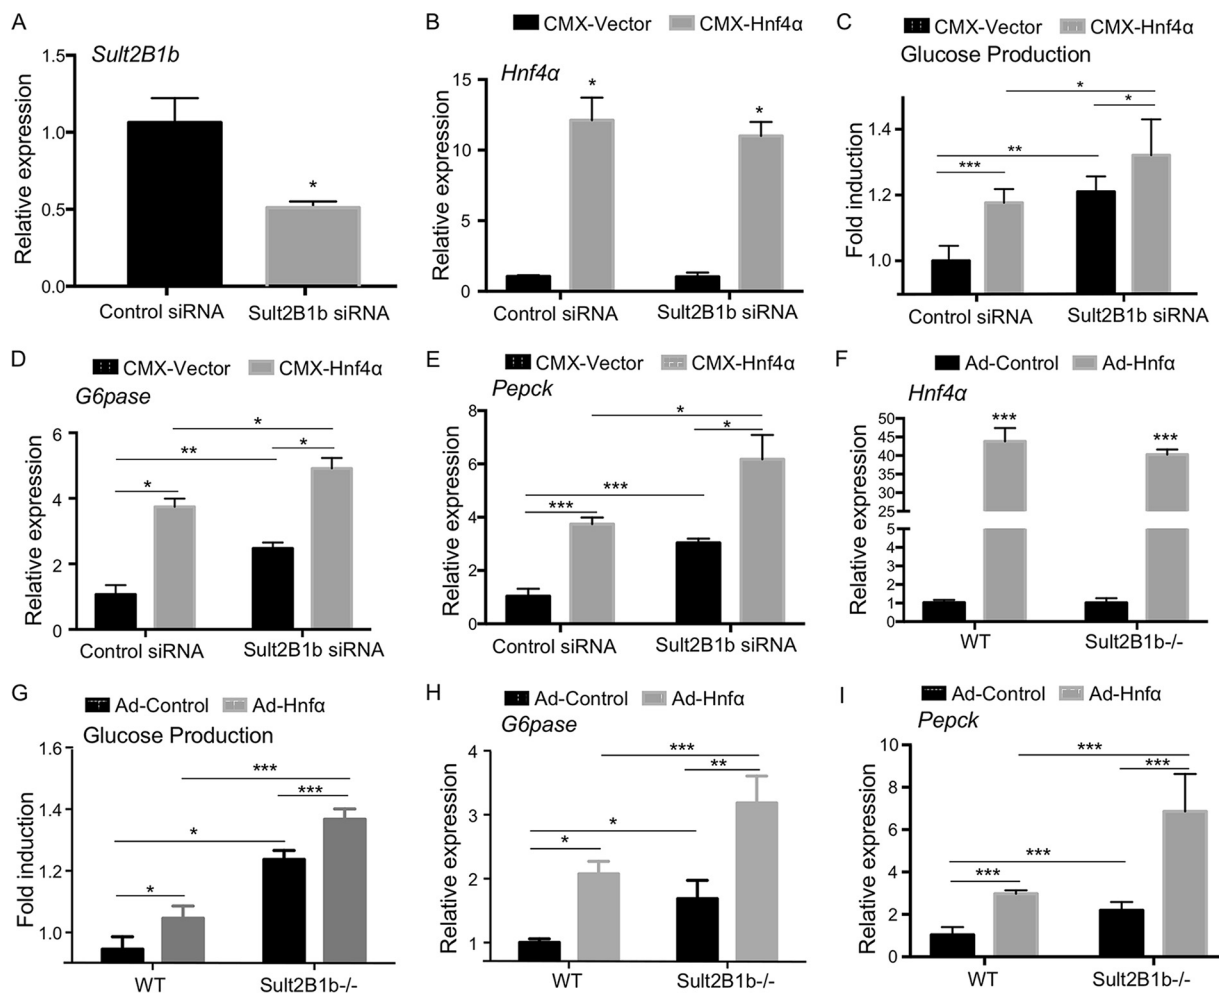 A
Sult2B1b
Relative expression
1.5
1.0
0.5
0.0
*
Control siRNA
Sult2B1b siRNA
B
CMX-Vector
CMX-Hnf4α
Hnf4α
Relative expression
15
10
5
0
*
*
Control siRNA
Sult2B1b siRNA
C
CMX-Vector
CMX-Hnf4α
Glucose Production
Fold induction
1.4
1.2
1.0
*
*
**
***
Control siRNA
Sult2B1b siRNA
D
CMX-Vector
CMX-Hnf4α
G6pase
Relative expression
6
4
2
0
*
**
*
*
Control siRNA
Sult2B1b siRNA
E
CMX-Vector
CMX-Hnf4α
Pepck
Relative expression
8
6
4
2
0
*
*
***
***
Control siRNA
Sult2B1b siRNA
F
Ad-Control
Ad-Hnfα
Hnf4α
Relative expression
50
45
40
35
30
25
5
4
3
2
1
0
***
***
WT
Sult2B1b-/-
G
Ad-Control
Ad-Hnfα
Glucose Production
Fold induction
1.6
1.4
1.2
1.0
***
***
*
*
WT
Sult2B1b-/-
H
Ad-Control
Ad-Hnfα
G6pase
Relative expression
4
3
2
1
***
**
*
*
WT
Sult2B1b-/-
I
Ad-Control
Ad-Hnfα
Pepck
Relative expression
10
8
6
4
2
0
***
***
***
***
WT
Sult2B1b-/-